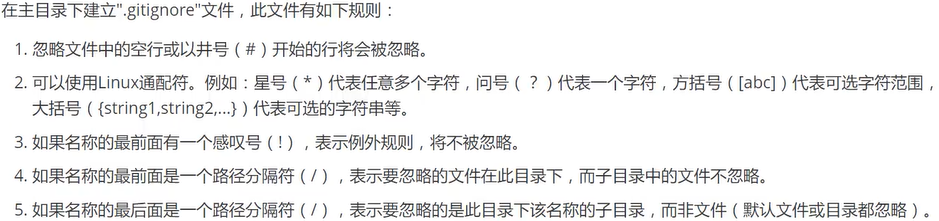 在主目录下建立".gitignore"文件，此文件有如下规则：
1. 忽略文件中的空行或以井号（#）开始的行将会被忽略。
2. 可以使用Linux通配符。例如：星号（*）代表任意多个字符，问号（？）代表一个字符，方括号（[abc]）代表可选字符范围，
大括号（{string1,string2,...}）代表可选的字符串等。
3. 如果名称的最前面有一个感叹号（!），表示例外规则，将不被忽略。
4. 如果名称的最前面是一个路径分隔符（/），表示要忽略的文件在此目录下，而子目录中的文件不忽略。
5. 如果名称的最后面是一个路径分隔符（/），表示要忽略的是此目录下该名称的子目录，而非文件（默认文件或目录都忽略）。